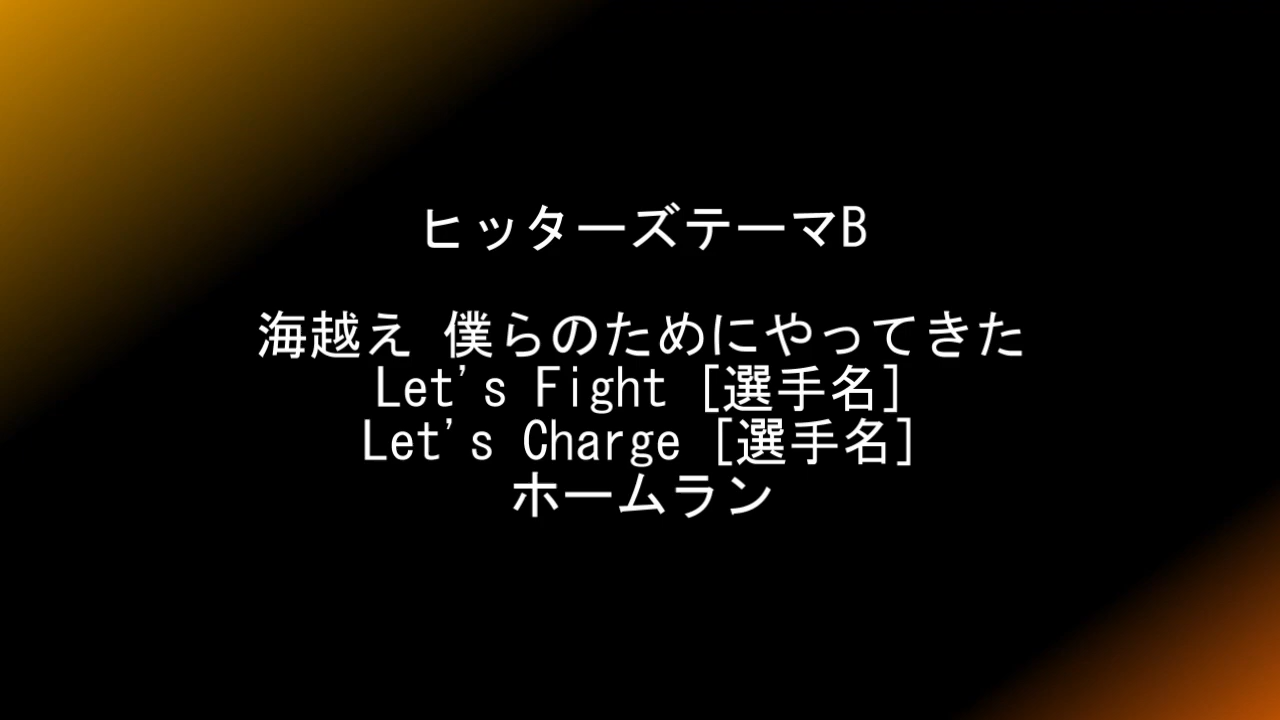 ヒッターズテーマB
海越え 僕らのためにやってきた
Let's Fight [選手名]
Let's Charge [選手名]
ホームラン